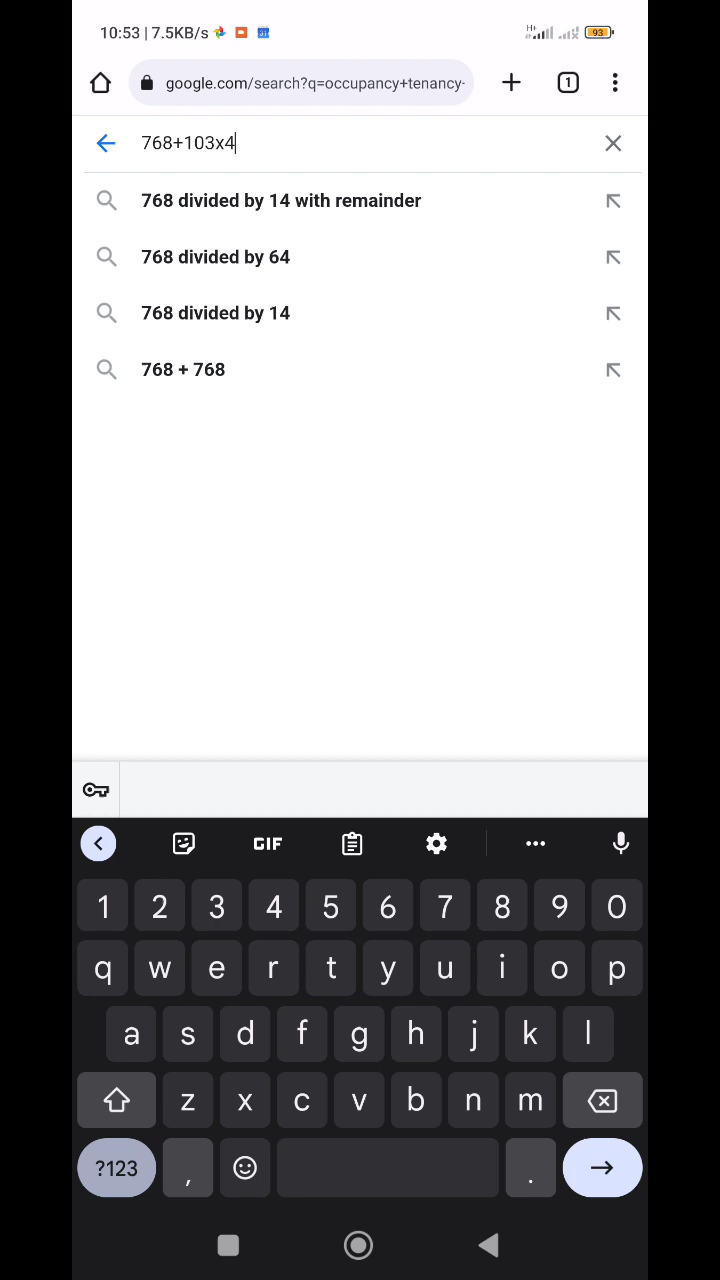 10:53 | 7.5KB/s
H+
93
google.com/search?q=occupancy+tenancy-
1
768+103x4
768 divided by 14 with remainder
768 divided by 64
768 divided by 14
768 + 768
GIF
1 2 3 4 5 6 7 8 9 0
q w e r t y u i o p
a s d f g h j k l
z x c v b n m
?123 , .